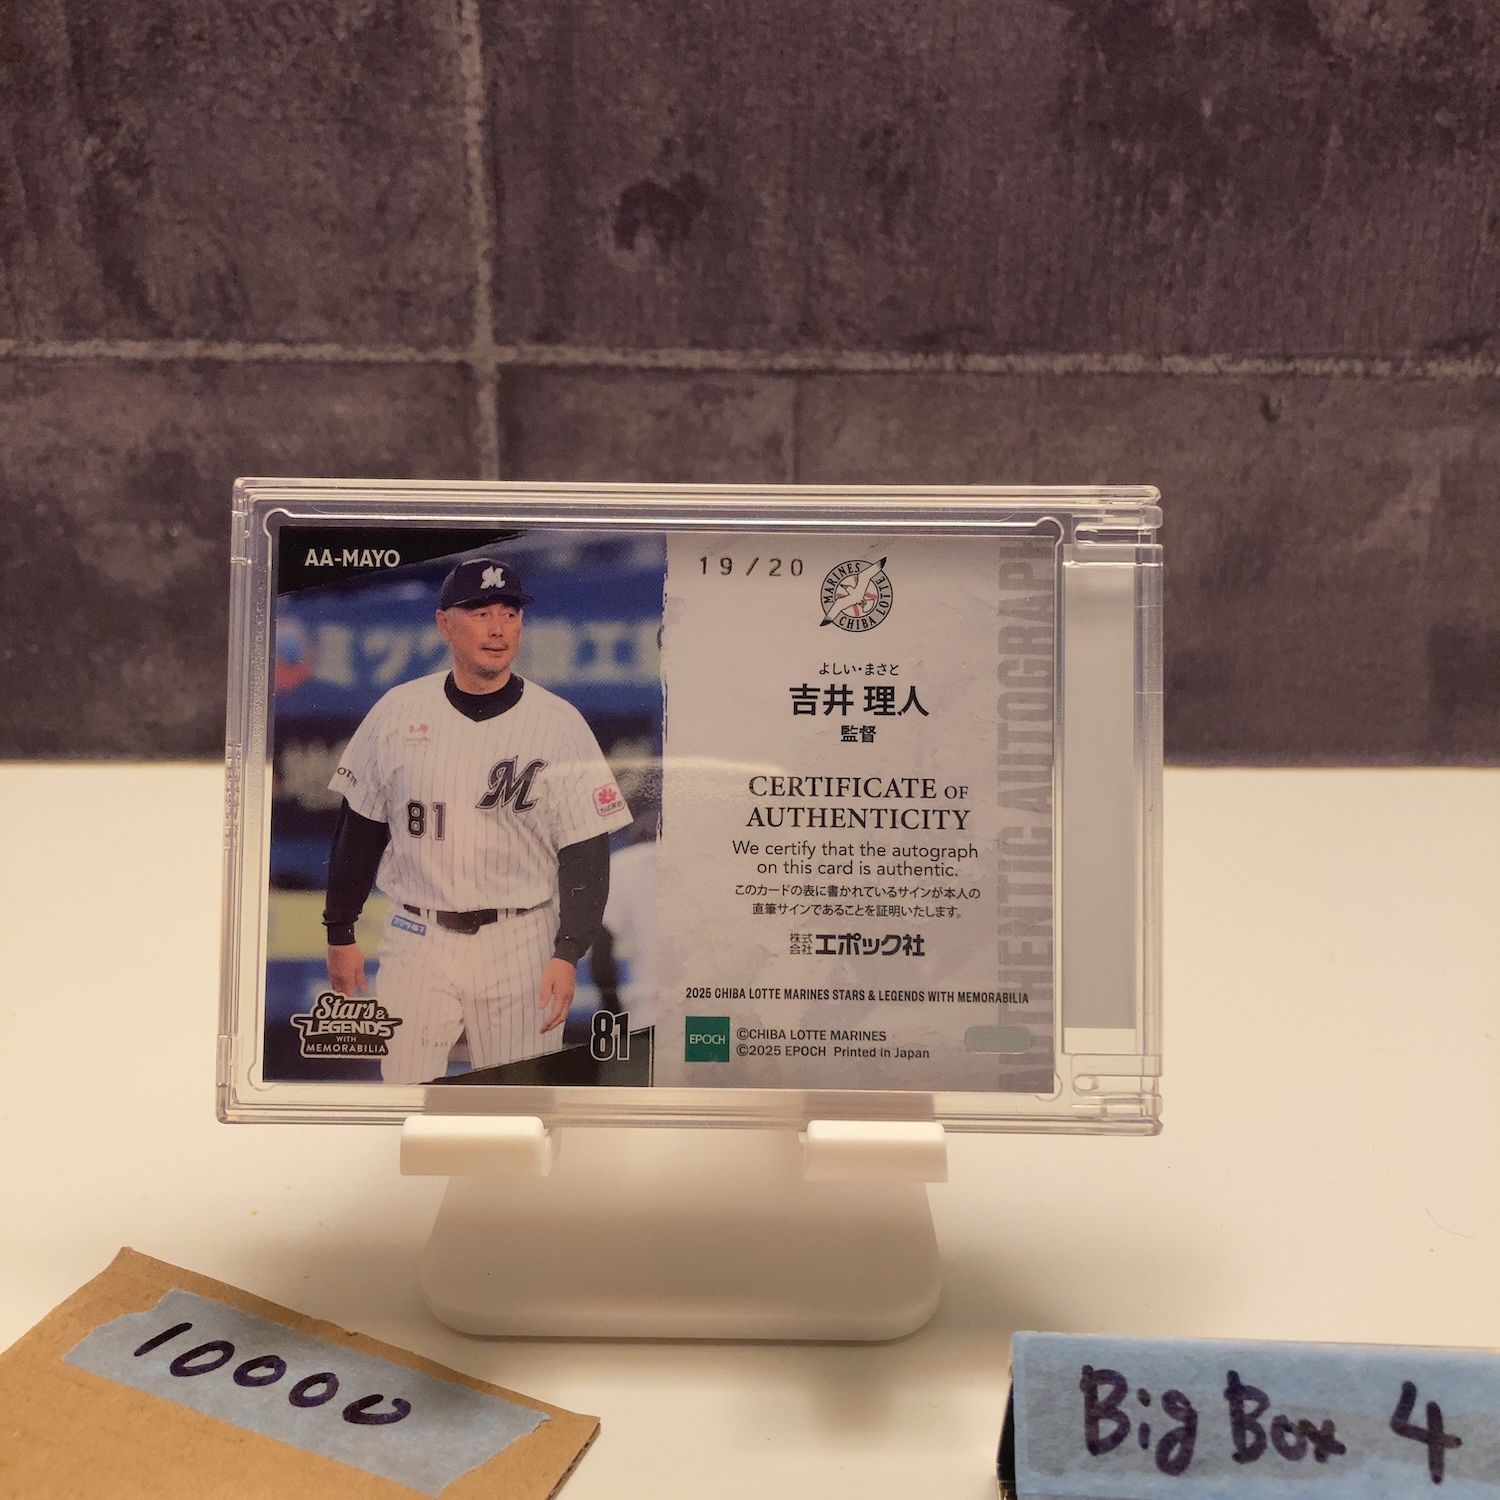 AA-MAYO
19/20
MARINES
CHIBA LOTTE
よしい・まさと
吉井 理人
監督
CERTIFICATE OF
AUTHENTICITY
We certify that the autograph
on this card is authentic.
このカードの表に書かれているサインが本人の
直筆サインであることを証明いたします。
株式会社エポック社
2025 CHIBA LOTTE MARINES STARS & LEGENDS WITH MEMORABILIA
EPOCH
©CHIBA LOTTE MARINES
©2025 EPOCH Printed in Japan
AUTHENTIC AUTOGRAPH
M
M
81
Stars &
LEGENDS
WITH
MEMORABILIA
81
10000
Big Box 4